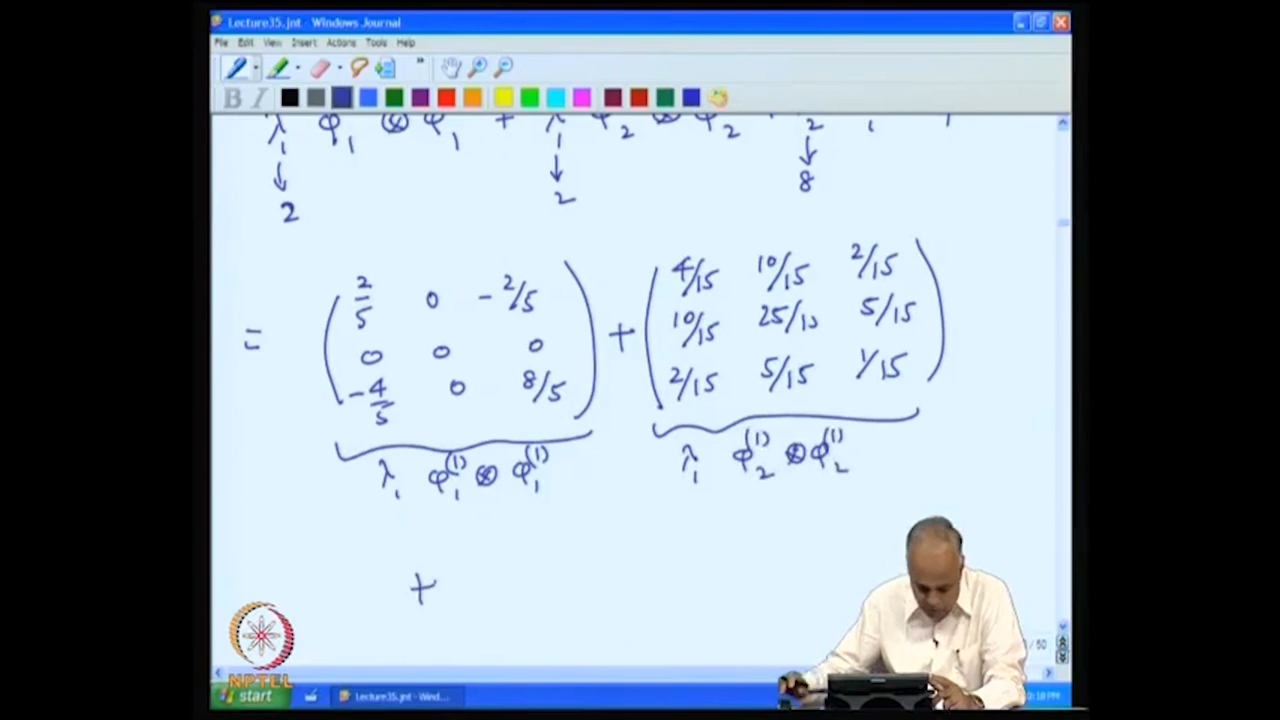 Lecture35.jnt - Windows Journal
File Edit View Insert Actions Tools Help
B I
λ₁ φ₁ ⊗ φ₁ + λ₁ φ₂ ⊗ φ₂
↓ ↓ ↓
2 2 8
= ( 2/5 0 -2/5 ) + ( 4/15 10/15 2/15 )
( 0 0 0 ) ( 10/15 25/15 5/15 )
( -4/5 0 8/5 ) ( 2/15 5/15 1/15 )
λ₁ φ₁⁽¹⁾ ⊗ φ₁⁽¹⁾ λ₁ φ₂⁽¹⁾ ⊗ φ₂⁽¹⁾
+
NPTEL
/ 50
start Lecture35.jnt - Wind...